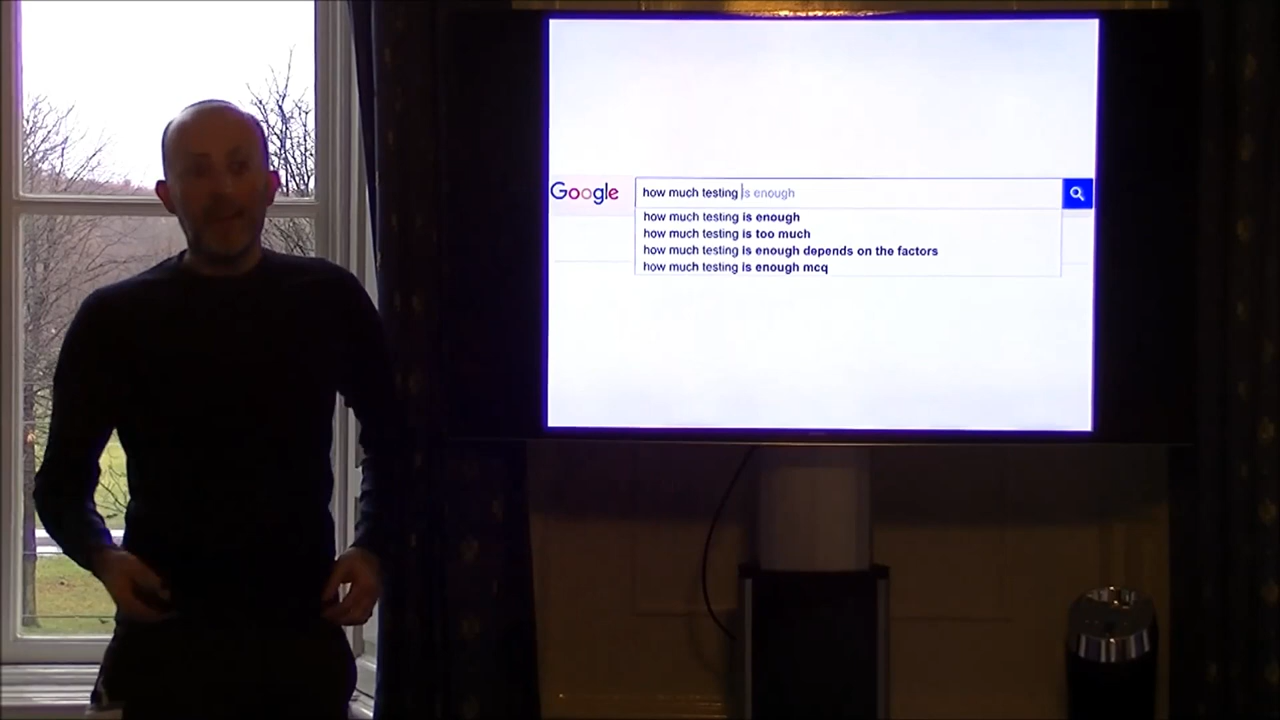 Google
how much testing is enough
how much testing is enough
how much testing is too much
how much testing is enough depends on the factors
how much testing is enough mcq